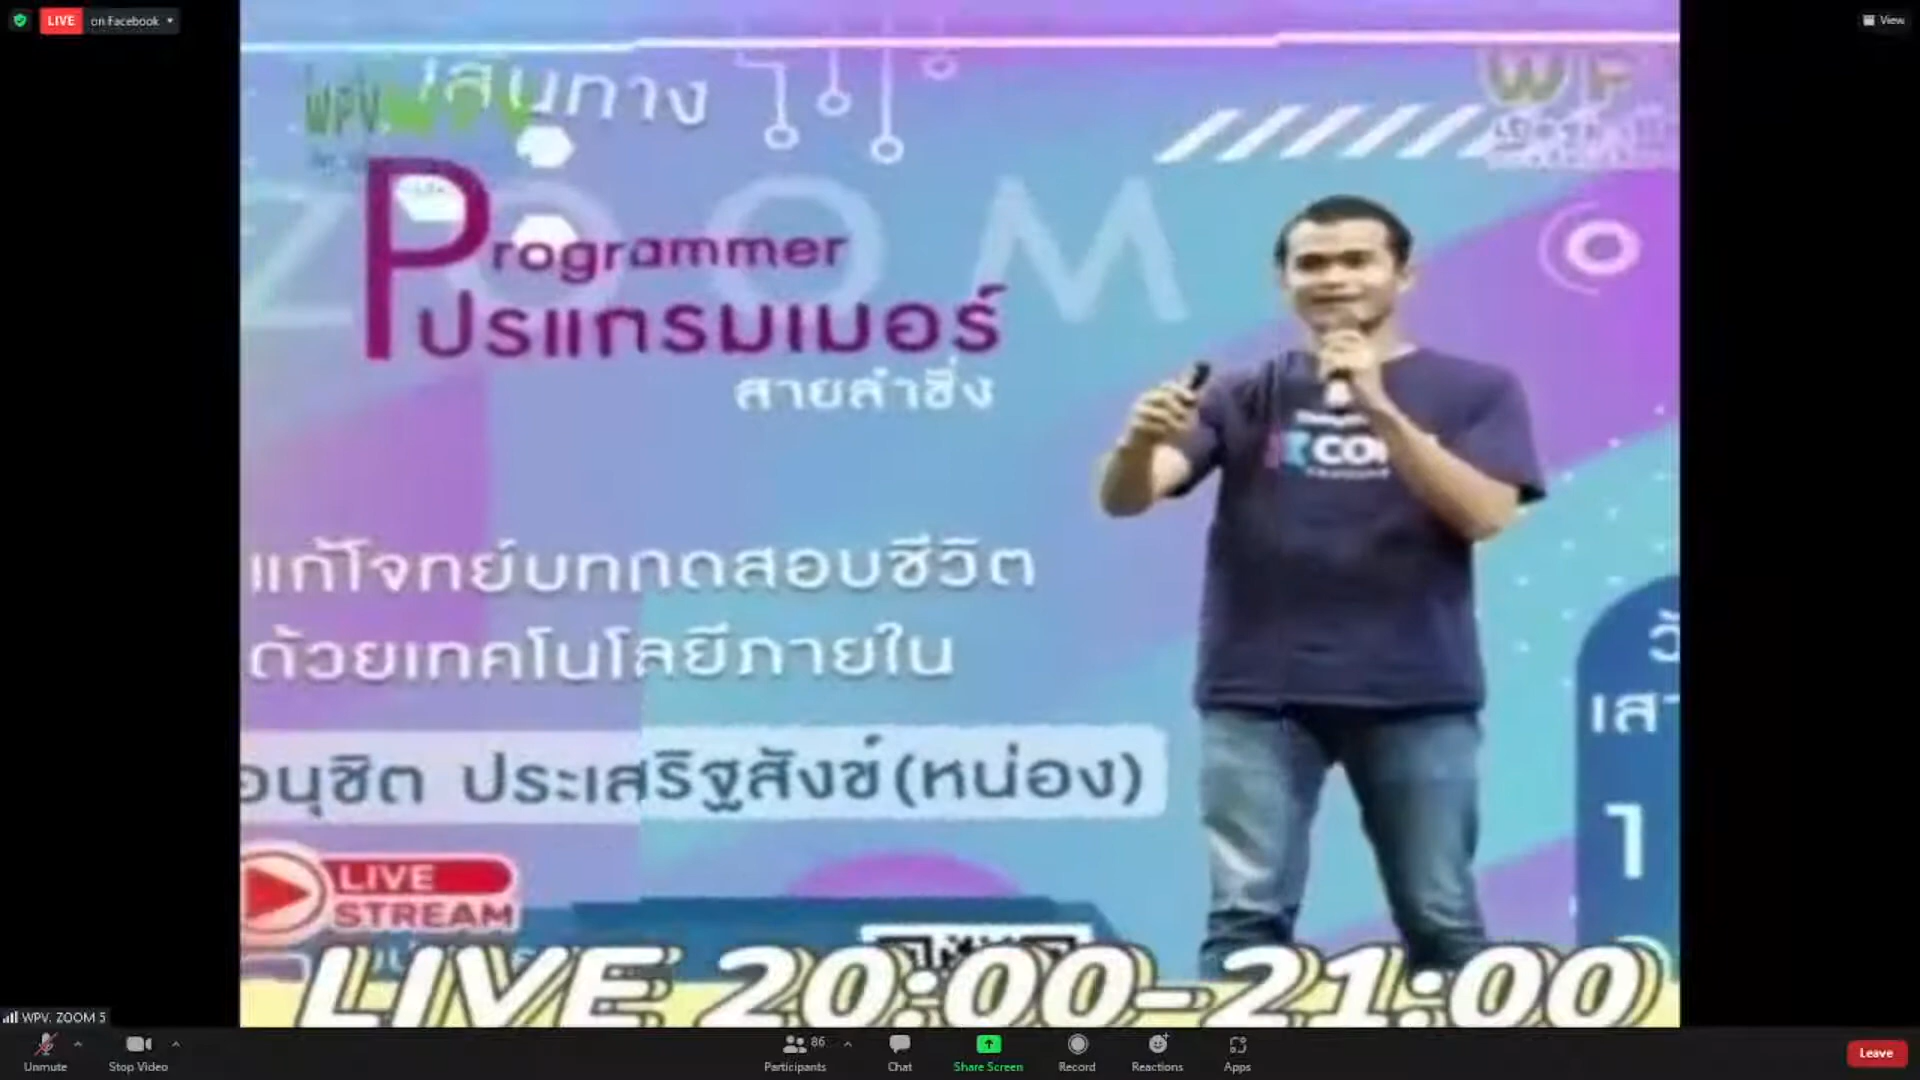 LIVE on Facebook
View
เส้นทาง
WPV.
ZOOM
Programmer
ปรแกรมเมอร์
สายลำซิ่ง
แก้โจทย์บททดสอบชีวิต
ด้วยเทคโนโลยีภายใน
อนุชิต ประเสริฐสังข์ (หน่อง)
LIVE
STREAM
LIVE 20:00-21:00
WPV. ZOOM 5
Unmute
Stop Video
86
Participants
Chat
Share Screen
Record
Reactions
Apps
Leave